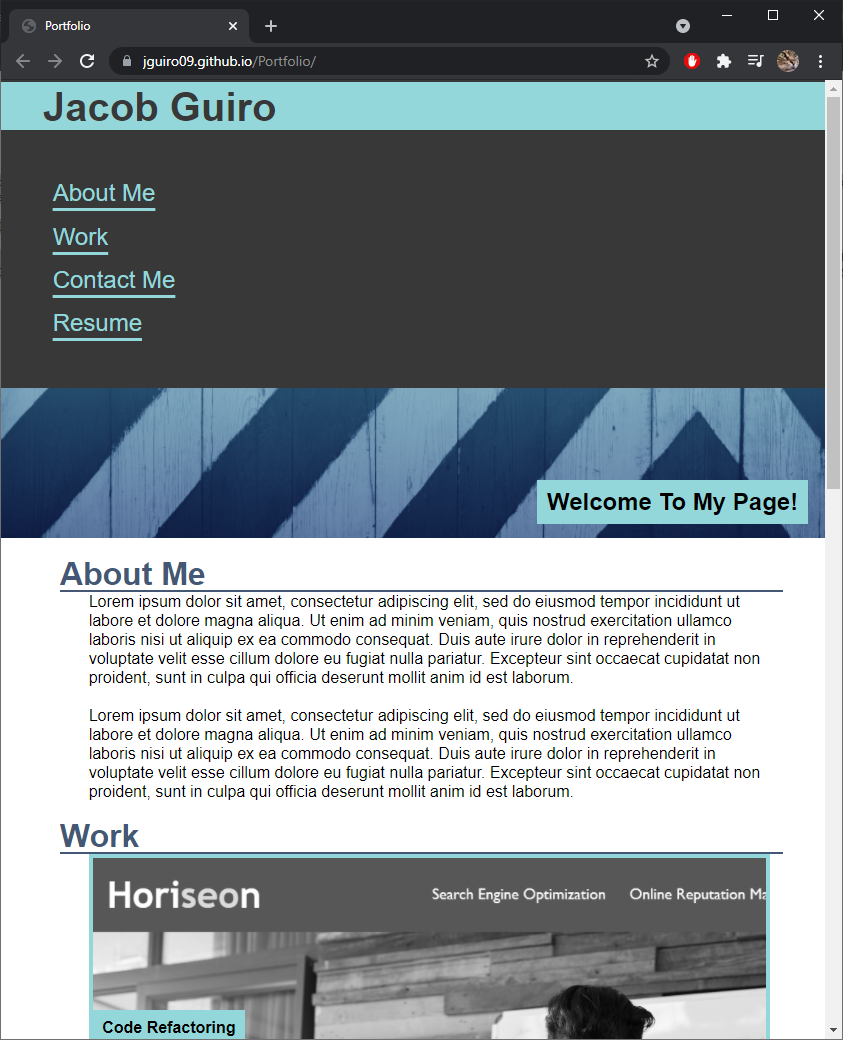 Portfolio
jguiro09.github.io/Portfolio/
Jacob Guiro
About Me
Work
Contact Me
Resume
Welcome To My Page!
About Me
Lorem ipsum dolor sit amet, consectetur adipiscing elit, sed do eiusmod tempor incididunt ut
labore et dolore magna aliqua. Ut enim ad minim veniam, quis nostrud exercitation ullamco
laboris nisi ut aliquip ex ea commodo consequat. Duis aute irure dolor in reprehenderit in
voluptate velit esse cillum dolore eu fugiat nulla pariatur. Excepteur sint occaecat cupidatat non
proident, sunt in culpa qui officia deserunt mollit anim id est laborum.
Lorem ipsum dolor sit amet, consectetur adipiscing elit, sed do eiusmod tempor incididunt ut
labore et dolore magna aliqua. Ut enim ad minim veniam, quis nostrud exercitation ullamco
laboris nisi ut aliquip ex ea commodo consequat. Duis aute irure dolor in reprehenderit in
voluptate velit esse cillum dolore eu fugiat nulla pariatur. Excepteur sint occaecat cupidatat non
proident, sunt in culpa qui officia deserunt mollit anim id est laborum.
Work
Horiseon
Search Engine Optimization
Online Reputation Ma
Code Refactoring